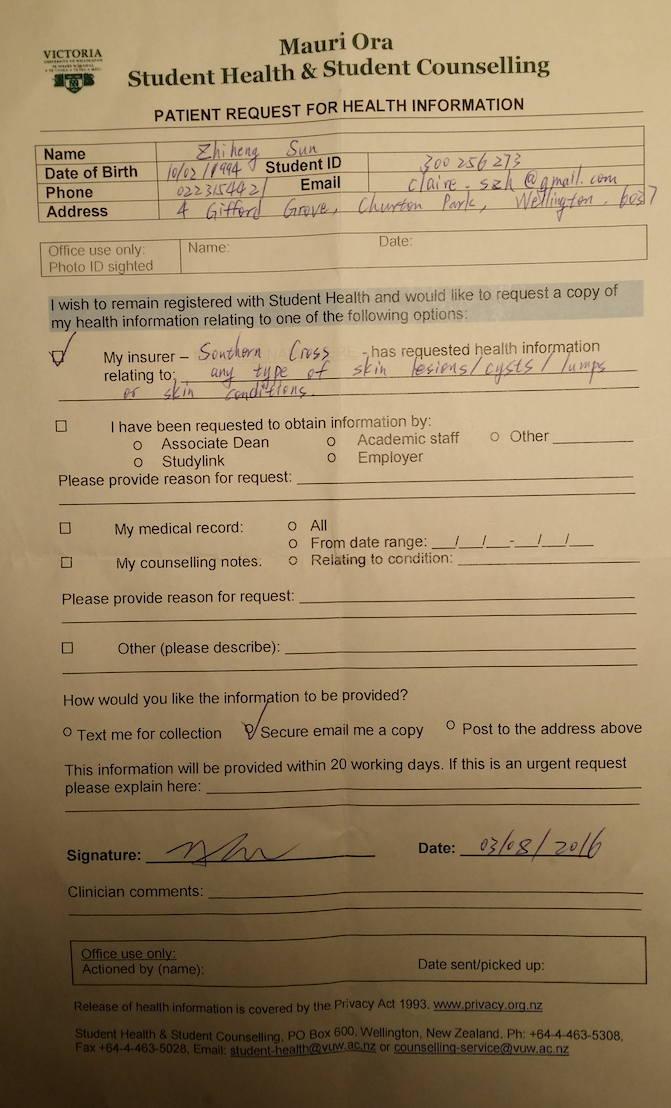 VICTORIA
Mauri Ora
Student Health & Student Counselling
PATIENT REQUEST FOR HEALTH INFORMATION
Name Zhiheng Sun
Date of Birth 10/02/1994 Student ID 300256273
Phone 0223154421 Email claire.szh@gmail.com
Address 4 Gifford Grove, Churton Park, Wellington. 6037
Office use only: Name: Date:
Photo ID sighted
I wish to remain registered with Student Health and would like to request a copy of
my health information relating to one of the following options:
My insurer – Southern Cross - has requested health information
relating to: any type of skin lesions/cysts/lumps
or skin conditions.
I have been requested to obtain information by:
Associate Dean Academic staff Other
Studylink Employer
Please provide reason for request:
My medical record: All
From date range: __/__/__-__/__/__
My counselling notes. Relating to condition:
Please provide reason for request:
Other (please describe):
How would you like the information to be provided?
Text me for collection Secure email me a copy Post to the address above
This information will be provided within 20 working days. If this is an urgent request
please explain here:
Signature: Date: 03/08/2016
Clinician comments:
Office use only:
Actioned by (name): Date sent/picked up:
Release of health information is covered by the Privacy Act 1993. www.privacy.org.nz
Student Health & Student Counselling, PO Box 600, Wellington, New Zealand. Ph: +64-4-463-5308,
Fax +64-4-463-5028, Email: student-health@vuw.ac.nz or counselling-service@vuw.ac.nz